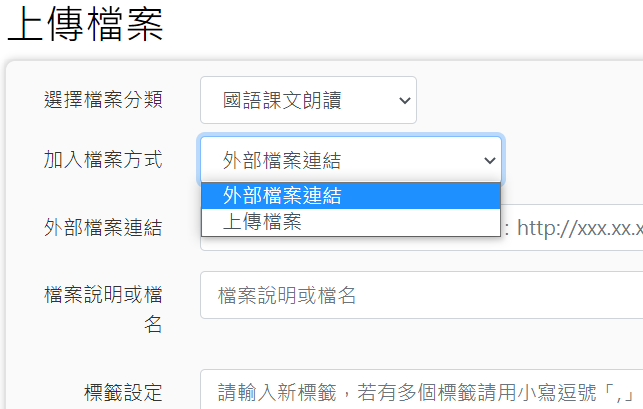 上傳檔案
選擇檔案分類 國語課文朗讀
加入檔案方式 外部檔案連結
外部檔案連結
上傳檔案
外部檔案連結 : http://xxx.xx.x
檔案說明或檔名 檔案說明或檔名
標籤設定 請輸入新標籤，若有多個標籤請用小寫逗號「,」